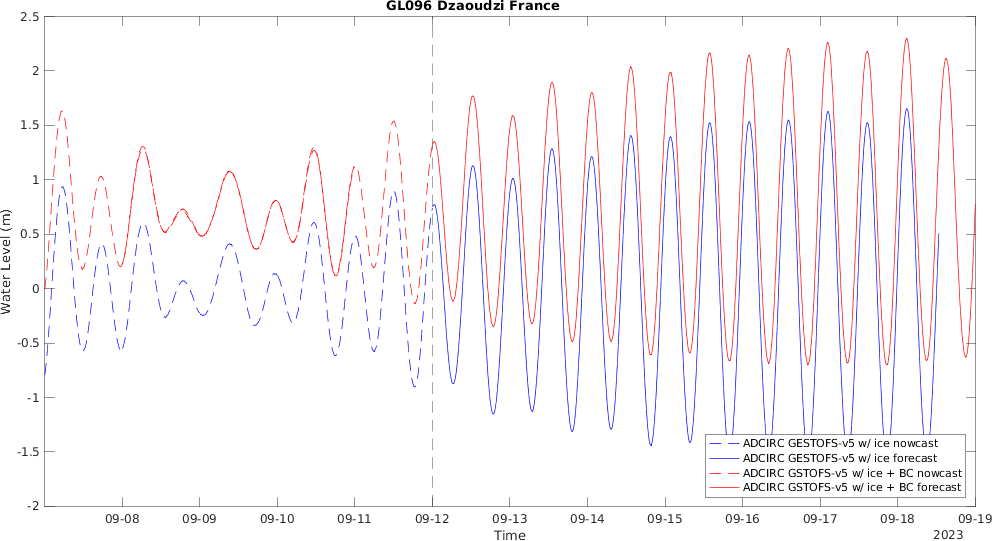 GL096 Dzaoudzi France
2.5
2
1.5
1
0.5
0
-0.5
-1
-1.5
-2
Water Level (m)
ADCIRC GESTOFS-v5 w/ ice nowcast
ADCIRC GESTOFS-v5 w/ ice forecast
ADCIRC GSTOFS-v5 w/ ice + BC nowcast
ADCIRC GSTOFS-v5 w/ ice + BC forecast
09-08 09-09 09-10 09-11 09-12 09-13 09-14 09-15 09-16 09-17 09-18 09-19
Time
2023